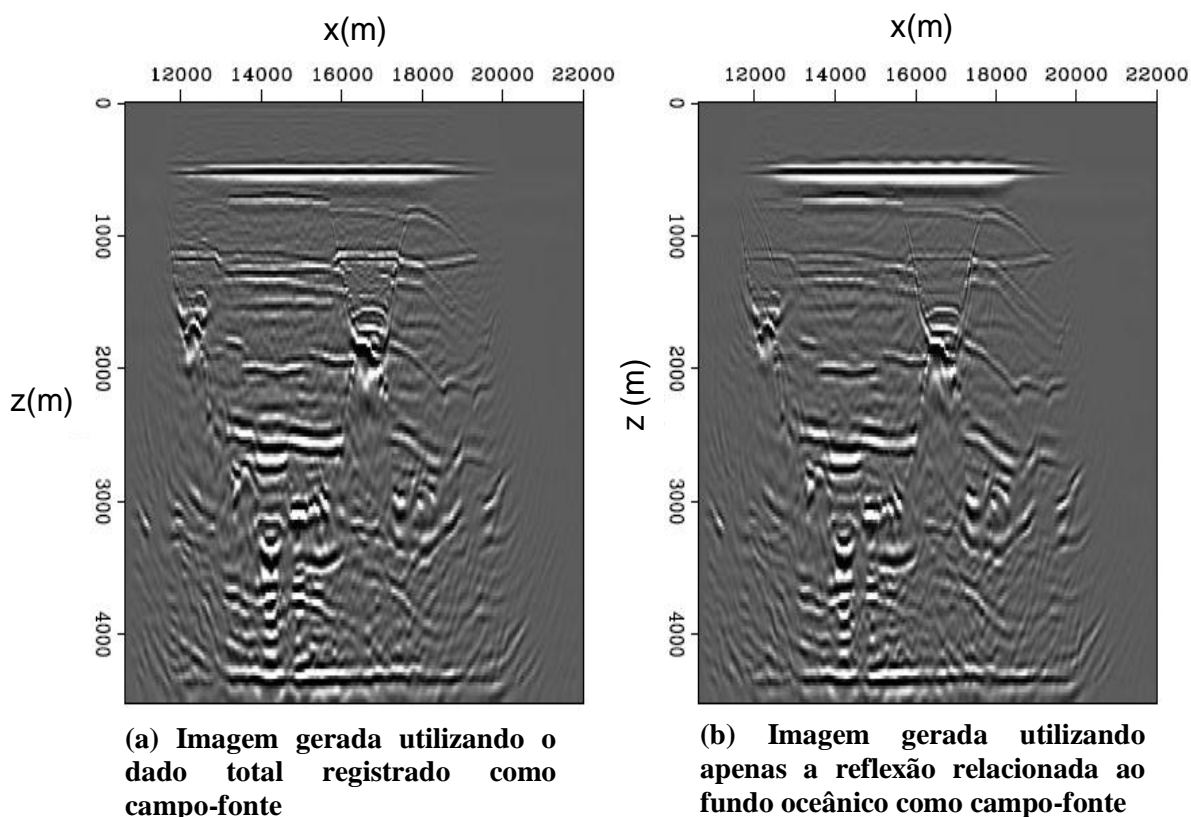 x(m)
12000 14000 16000 18000 20000 22000
0
1000
2000
3000
4000
z(m)
(a) Imagem gerada utilizando o
dado total registrado como
campo-fonte
x(m)
12000 14000 16000 18000 20000 22000
0
1000
2000
3000
4000
z (m)
(b) Imagem gerada utilizando
apenas a reflexão relacionada ao
fundo oceânico como campo-fonte